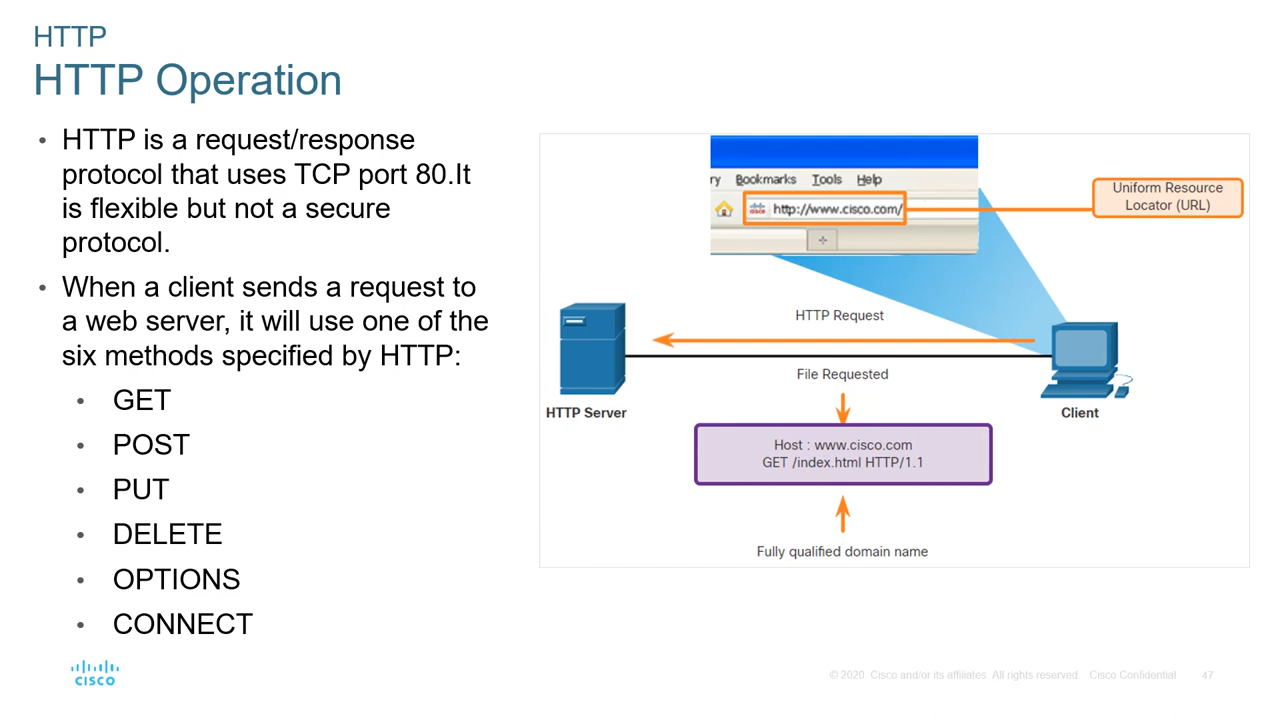 HTTP
HTTP Operation
• HTTP is a request/response
protocol that uses TCP port 80.It
is flexible but not a secure
protocol.
• When a client sends a request to
a web server, it will use one of the
six methods specified by HTTP:
• GET
• POST
• PUT
• DELETE
• OPTIONS
• CONNECT
ry Bookmarks Tools Help
cisco http://www.cisco.com/
Uniform Resource
Locator (URL)
HTTP Request
File Requested
HTTP Server
Client
Host : www.cisco.com
GET /index.html HTTP/1.1
Fully qualified domain name
CISCO
© 2020 Cisco and/or its affiliates. All rights reserved. Cisco Confidential
47